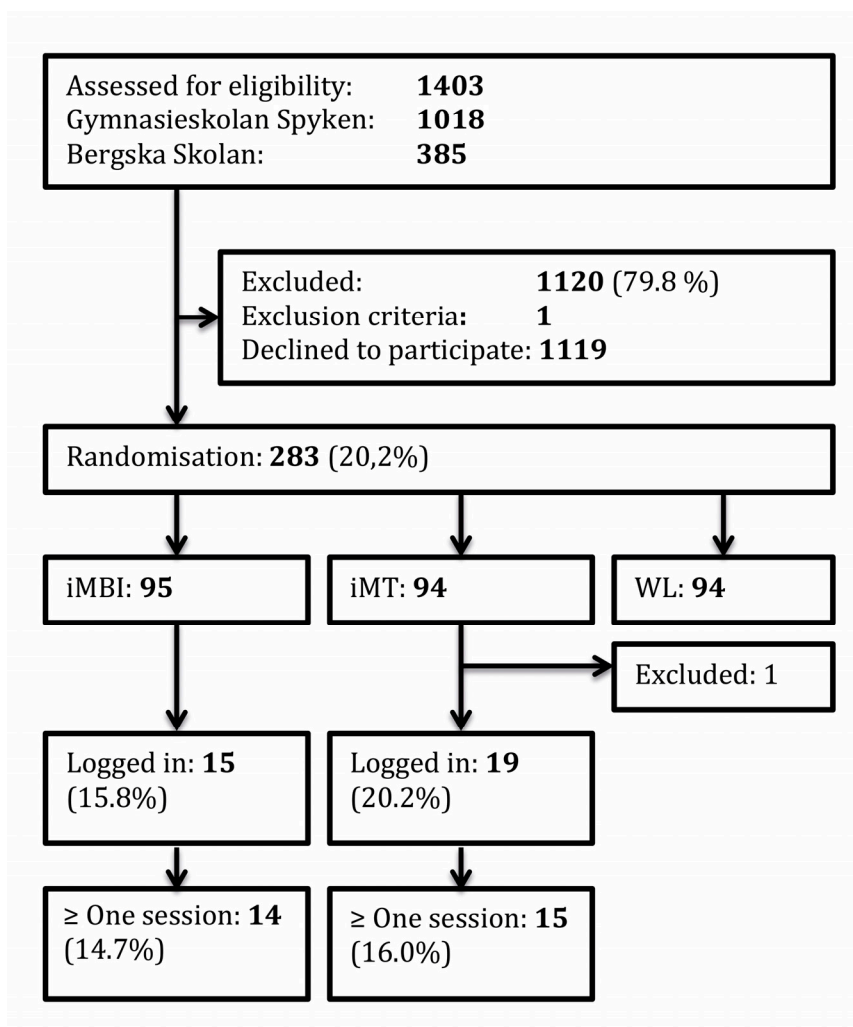 Assessed for eligibility: 1403
Gymnasieskolan Spyken: 1018
Bergska Skolan: 385
Excluded: 1120 (79.8 %)
Exclusion criteria: 1
Declined to participate: 1119
Randomisation: 283 (20,2%)
iMBI: 95
iMT: 94
WL: 94
Excluded: 1
Logged in: 15
(15.8%)
Logged in: 19
(20.2%)
≥ One session: 14
(14.7%)
≥ One session: 15
(16.0%)